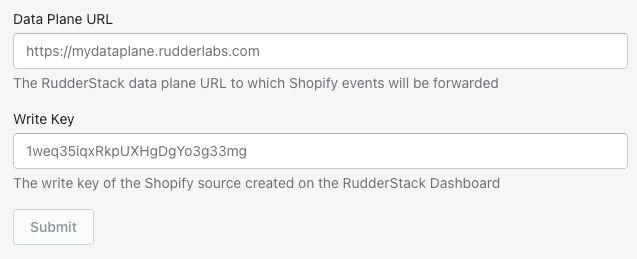 Data Plane URL
https://mydataplane.rudderlabs.com
The RudderStack data plane URL to which Shopify events will be forwarded
Write Key
1weq35iqxRkpUXHgDgYo3g33mg
The write key of the Shopify source created on the RudderStack Dashboard
Submit